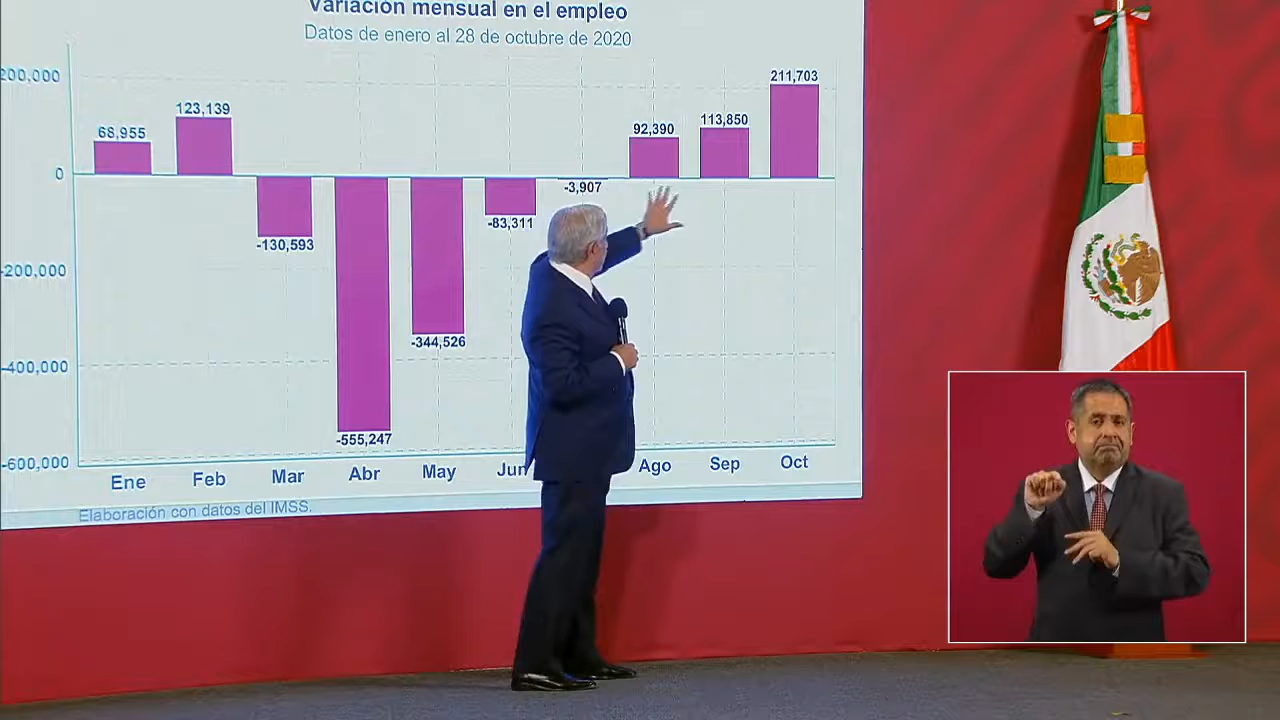 Variación mensual en el empleo
Datos de enero al 28 de octubre de 2020
200,000
0
-200,000
-400,000
-600,000
68,955
123,139
-130,593
-555,247
-344,526
-83,311
-3,907
92,390
113,850
211,703
Ene
Feb
Mar
Abr
May
Jun
Ago
Sep
Oct
Elaboración con datos del IMSS.